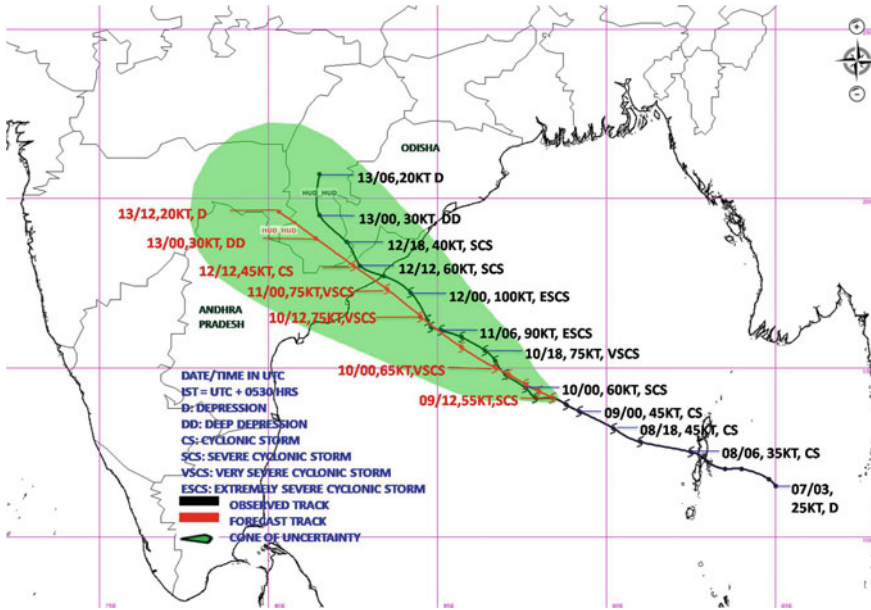 ODISHA
13/06,20KT D
HUD_HUD
13/12,20KT, D
13/00, 30KT, DD
HUD_HUD
13/00,30KT, DD
12/18, 40KT, SCS
12/12,45KT, CS
12/12, 60KT, SCS
11/00,75KT,VSCS
12/00, 100KT, ESCS
ANDHRA
PRADESH
10/12,75KT,VSCS
11/06, 90KT, ESCS
10/18, 75KT, VSCS
10/00,65KT,VSCS
DATE/TIME IN UTC
IST = UTC + 0530 HRS
D: DEPRESSION
DD: DEEP DEPRESSION
CS: CYCLONIC STORM
SCS: SEVERE CYCLONIC STORM
VSCS: VERY SEVERE CYCLONIC STORM
ESCS: EXTREMELY SEVERE CYCLONIC STORM
OBSERVED TRACK
FORECAST TRACK
CONE OF UNCERTAINTY
10/00, 60KT, SCS
09/12,55KT,SCS
09/00, 45KT, CS
08/18, 45KT, CS
08/06, 35KT, CS
07/03,
25KT, D